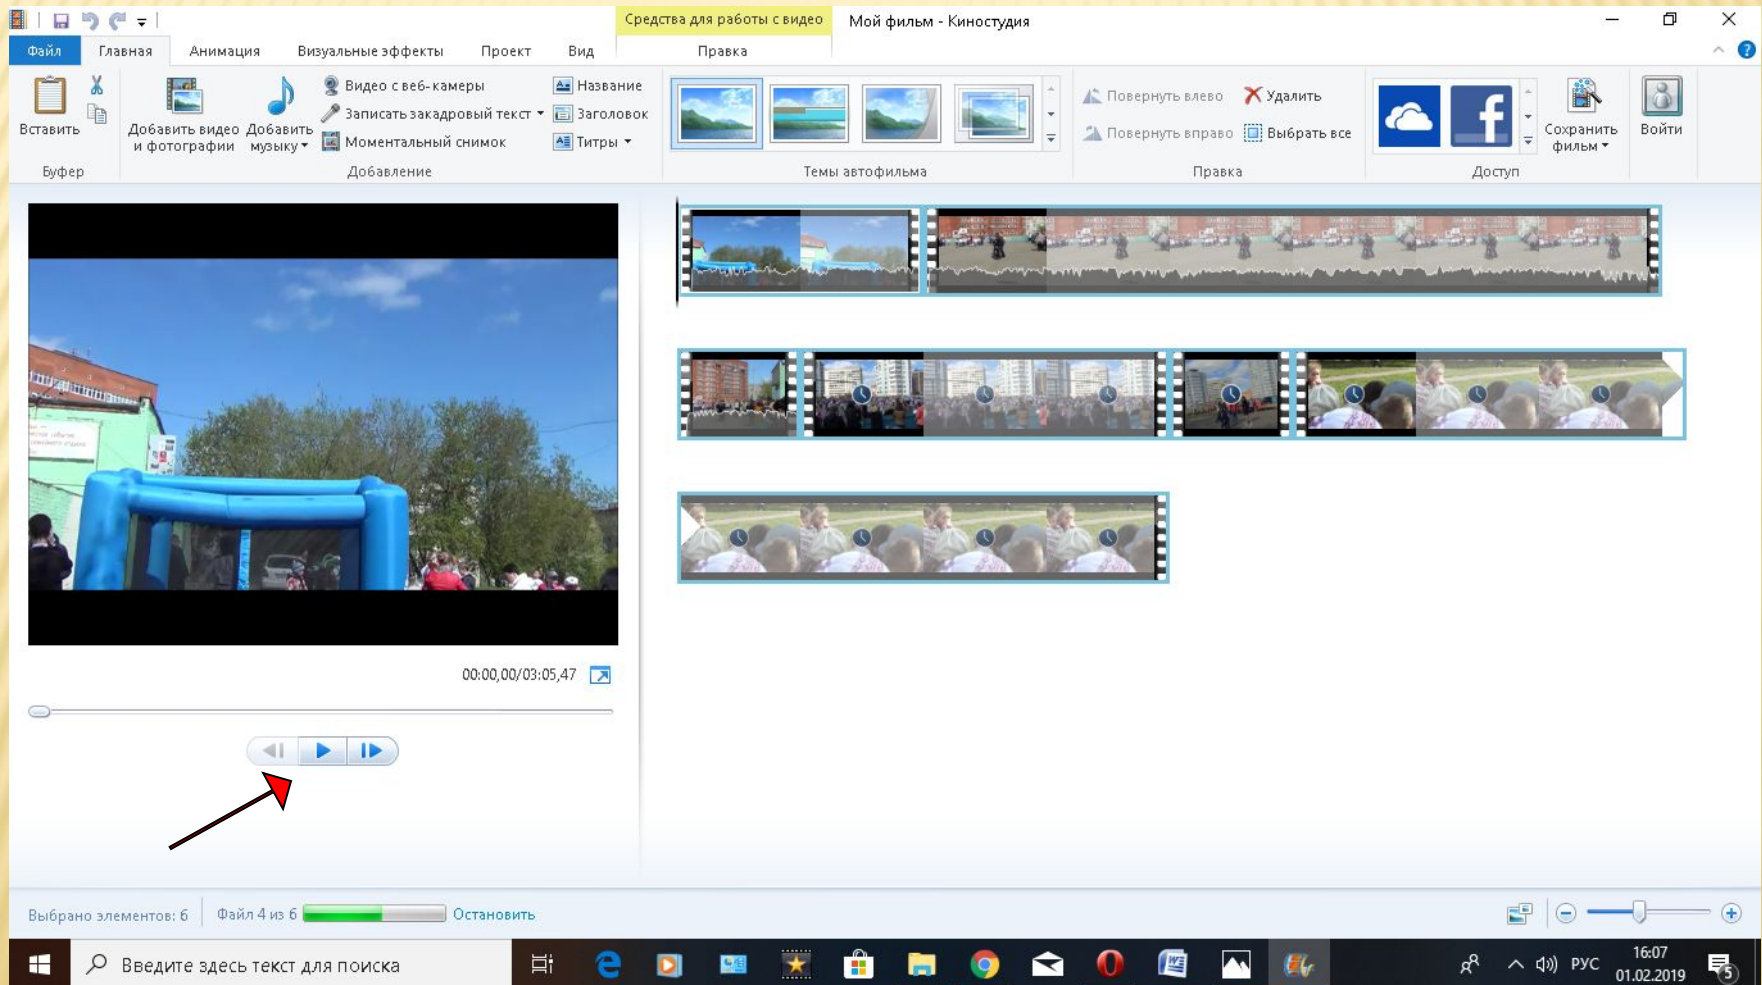 Средства для работы с видео
Мой фильм - Киностудия
Файл
Главная
Анимация
Визуальные эффекты
Проект
Вид
Правка
Вставить
Добавить видео
и фотографии
Добавить
музыку
Видео с веб-камеры
Записать закадровый текст
Моментальный снимок
Название
Заголовок
Титры
Повернуть влево
Повернуть вправо
Удалить
Выбрать все
Сохранить
фильм
Войти
Буфер
Добавление
Темы автофильма
Правка
Доступ
00:00,00/03:05,47
Выбрано элементов: 6
Файл 4 из 6
Остановить
Введите здесь текст для поиска
РУС
16:07
01.02.2019
5